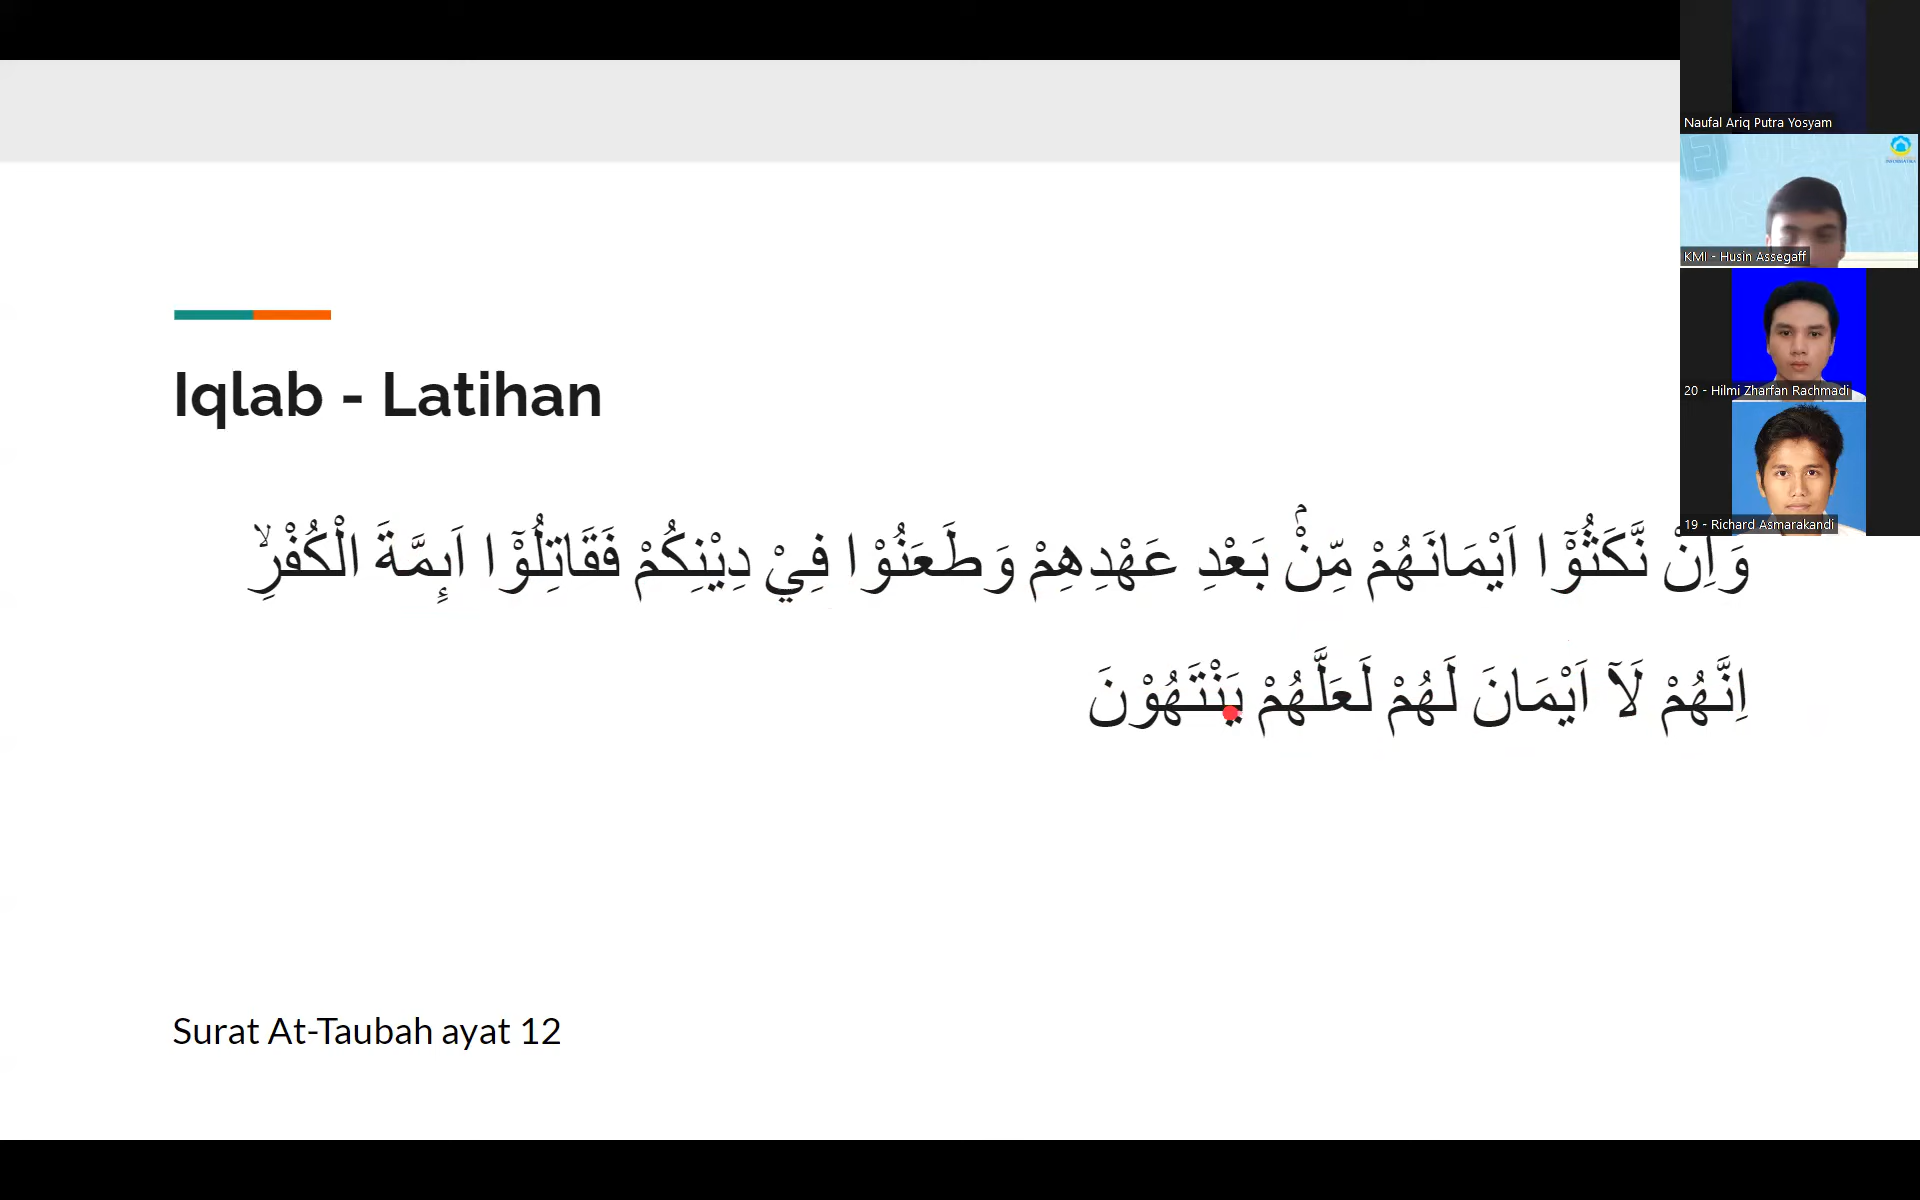 Naufal Ariq Putra Yosyam
KMI - Husin Assegaff
20 - Hilmi Zharfan Rachmadi
19 - Richard Asmarakandi
Iqlab - Latihan
وَاِنْ نَّكَثُوْٓا اَيْمَانَهُمْ مِّنْۢ بَعْدِ عَهْدِهِمْ وَطَعَنُوْا فِيْ دِيْنِكُمْ فَقَاتِلُوْٓا اَىِٕمَّةَ الْكُفْرِۙ
اِنَّهُمْ لَآ اَيْمَانَ لَهُمْ لَعَلَّهُمْ يَنْتَهُوْنَ
Surat At-Taubah ayat 12